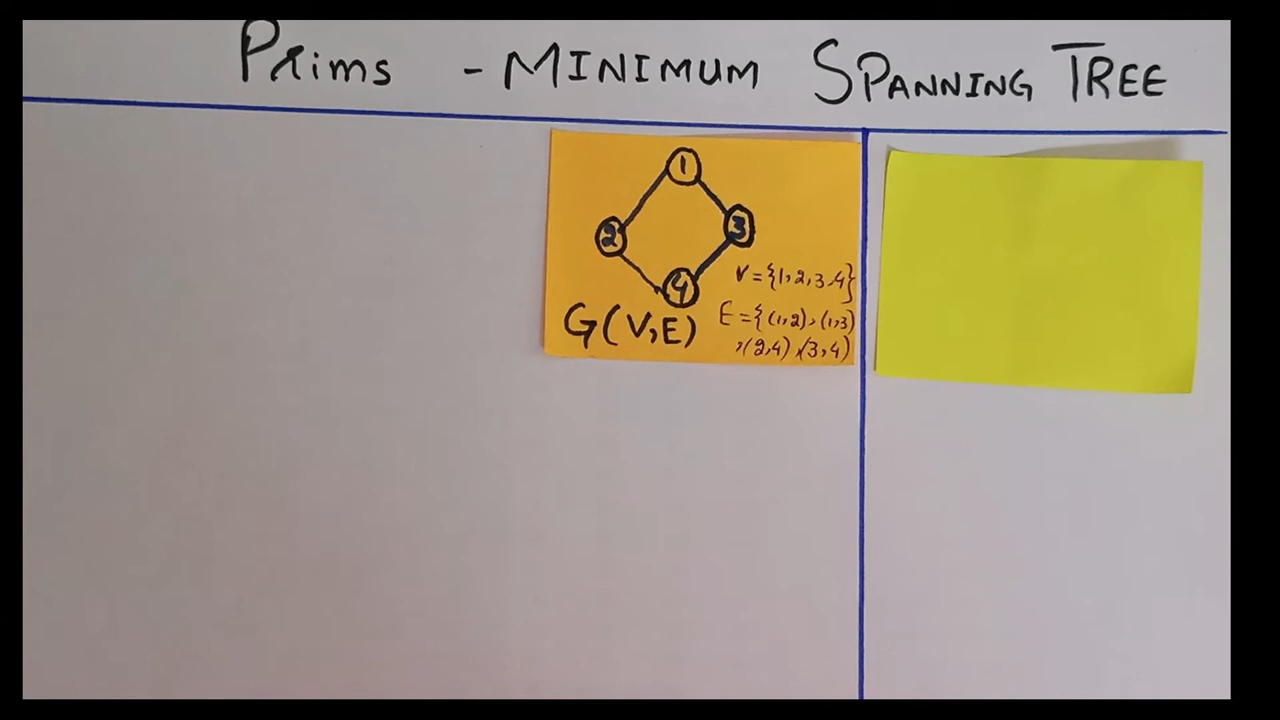 Prims - MINIMUM SPANNING TREE
1
2
3
4
V={1,2,3,4}
G(V,E)
E={(1,2),(1,3)
,(2,4),(3,4)